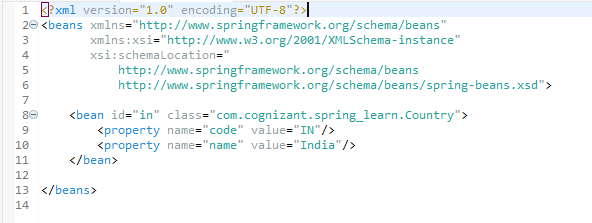 1 <?xml version="1.0" encoding="UTF-8"?>
2 <beans xmlns="http://www.springframework.org/schema/beans"
3        xmlns:xsi="http://www.w3.org/2001/XMLSchema-instance"
4        xsi:schemaLocation="
5            http://www.springframework.org/schema/beans
6            http://www.springframework.org/schema/beans/spring-beans.xsd">
7
8     <bean id="in" class="com.cognizant.spring_learn.Country">
9         <property name="code" value="IN"/>
10         <property name="name" value="India"/>
11     </bean>
12
13 </beans>
14